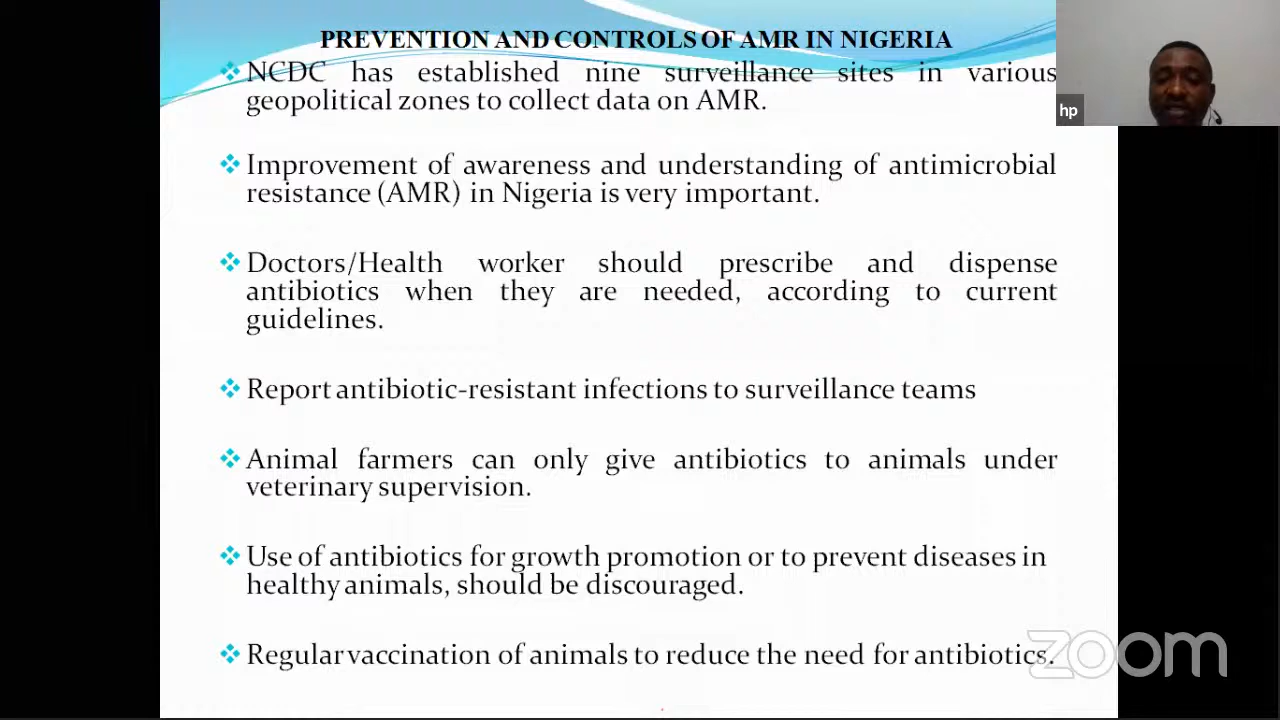 PREVENTION AND CONTROLS OF AMR IN NIGERIA
NCDC has established nine surveillance sites in various
geopolitical zones to collect data on AMR.
hp
Improvement of awareness and understanding of antimicrobial
resistance (AMR) in Nigeria is very important.
Doctors/Health worker should prescribe and dispense
antibiotics when they are needed, according to current
guidelines.
Report antibiotic-resistant infections to surveillance teams
Animal farmers can only give antibiotics to animals under
veterinary supervision.
Use of antibiotics for growth promotion or to prevent diseases in
healthy animals, should be discouraged.
Regular vaccination of animals to reduce the need for antibiotics.
zoom